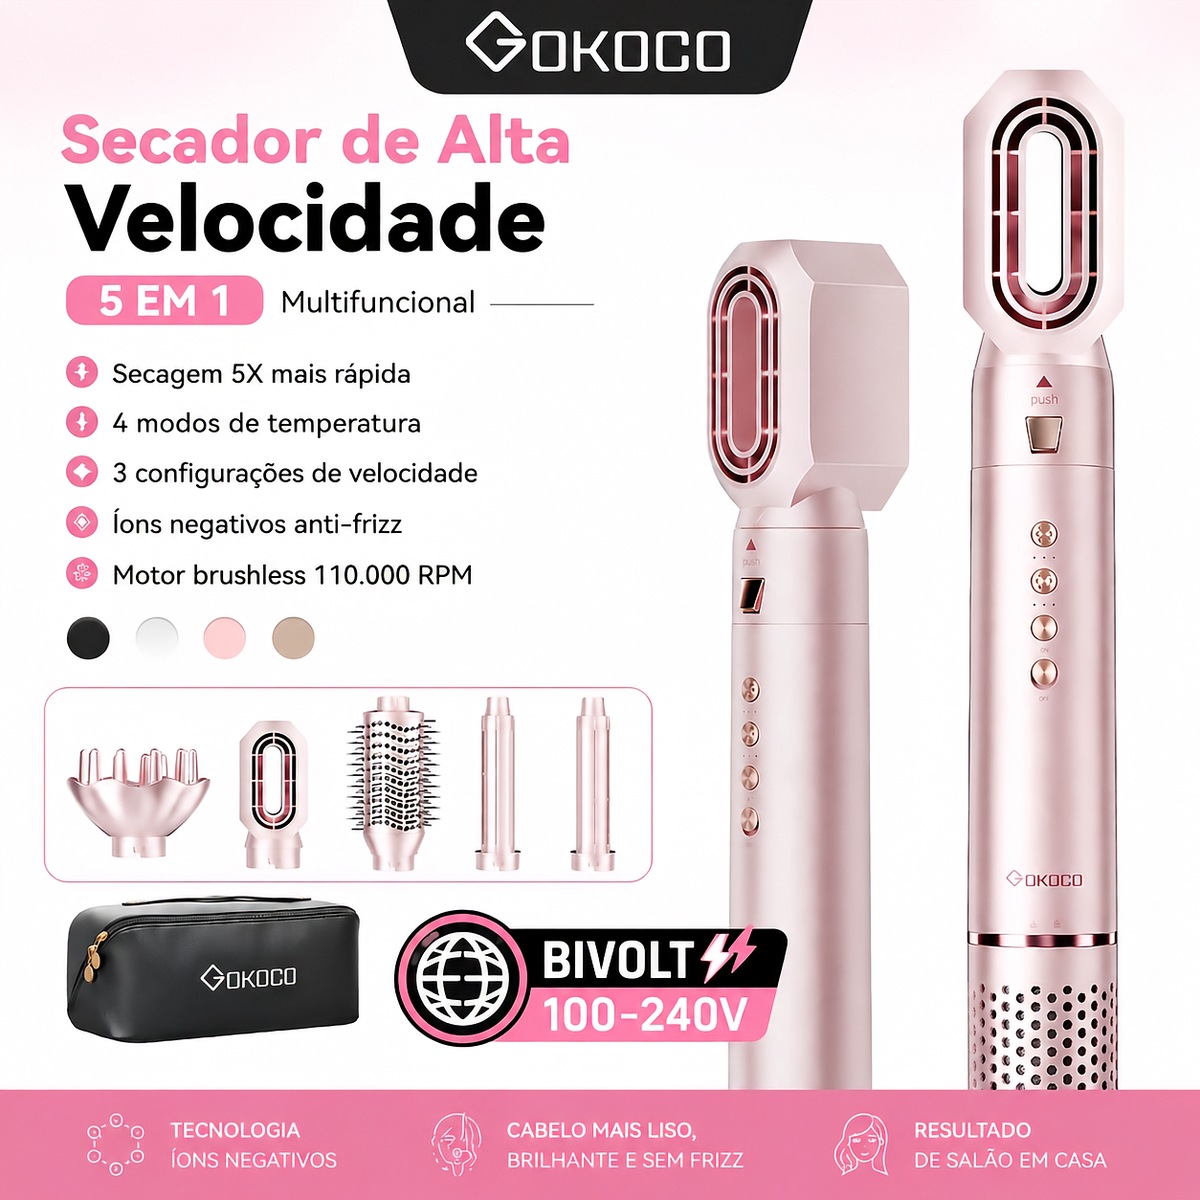 GOKOCO
Secador de Alta
Velocidade
5 EM 1 Multifuncional
Secagem 5X mais rápida
4 modos de temperatura
3 configurações de velocidade
Íons negativos anti-frizz
Motor brushless 110.000 RPM
push
push
ON
OFF
GOKOCO
GOKOCO
BIVOLT
100-240V
TECNOLOGIA
ÍONS NEGATIVOS
CABELO MAIS LISO,
BRILHANTE E SEM FRIZZ
RESULTADO
DE SALÃO EM CASA